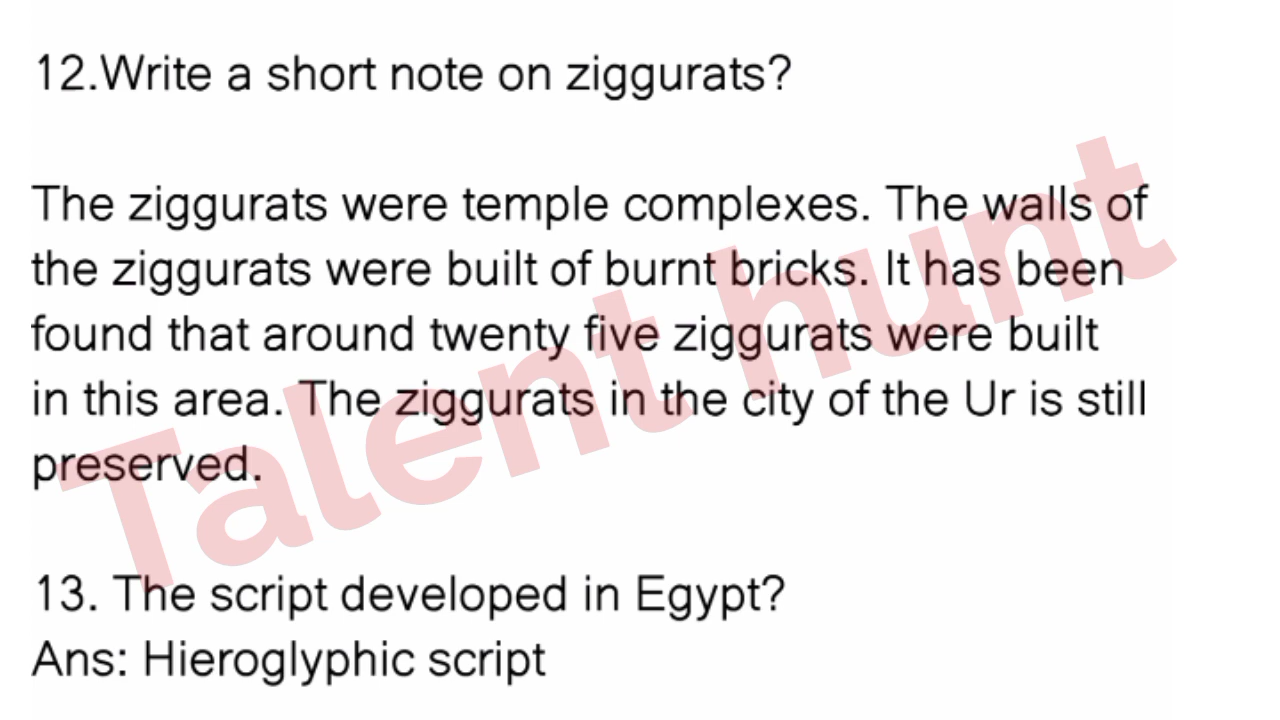 12.Write a short note on ziggurats?
The ziggurats were temple complexes. The walls of
the ziggurats were built of burnt bricks. It has been
found that around twenty five ziggurats were built
in this area. The ziggurats in the city of the Ur is still
preserved.
Talent hunt
13. The script developed in Egypt?
Ans: Hieroglyphic script